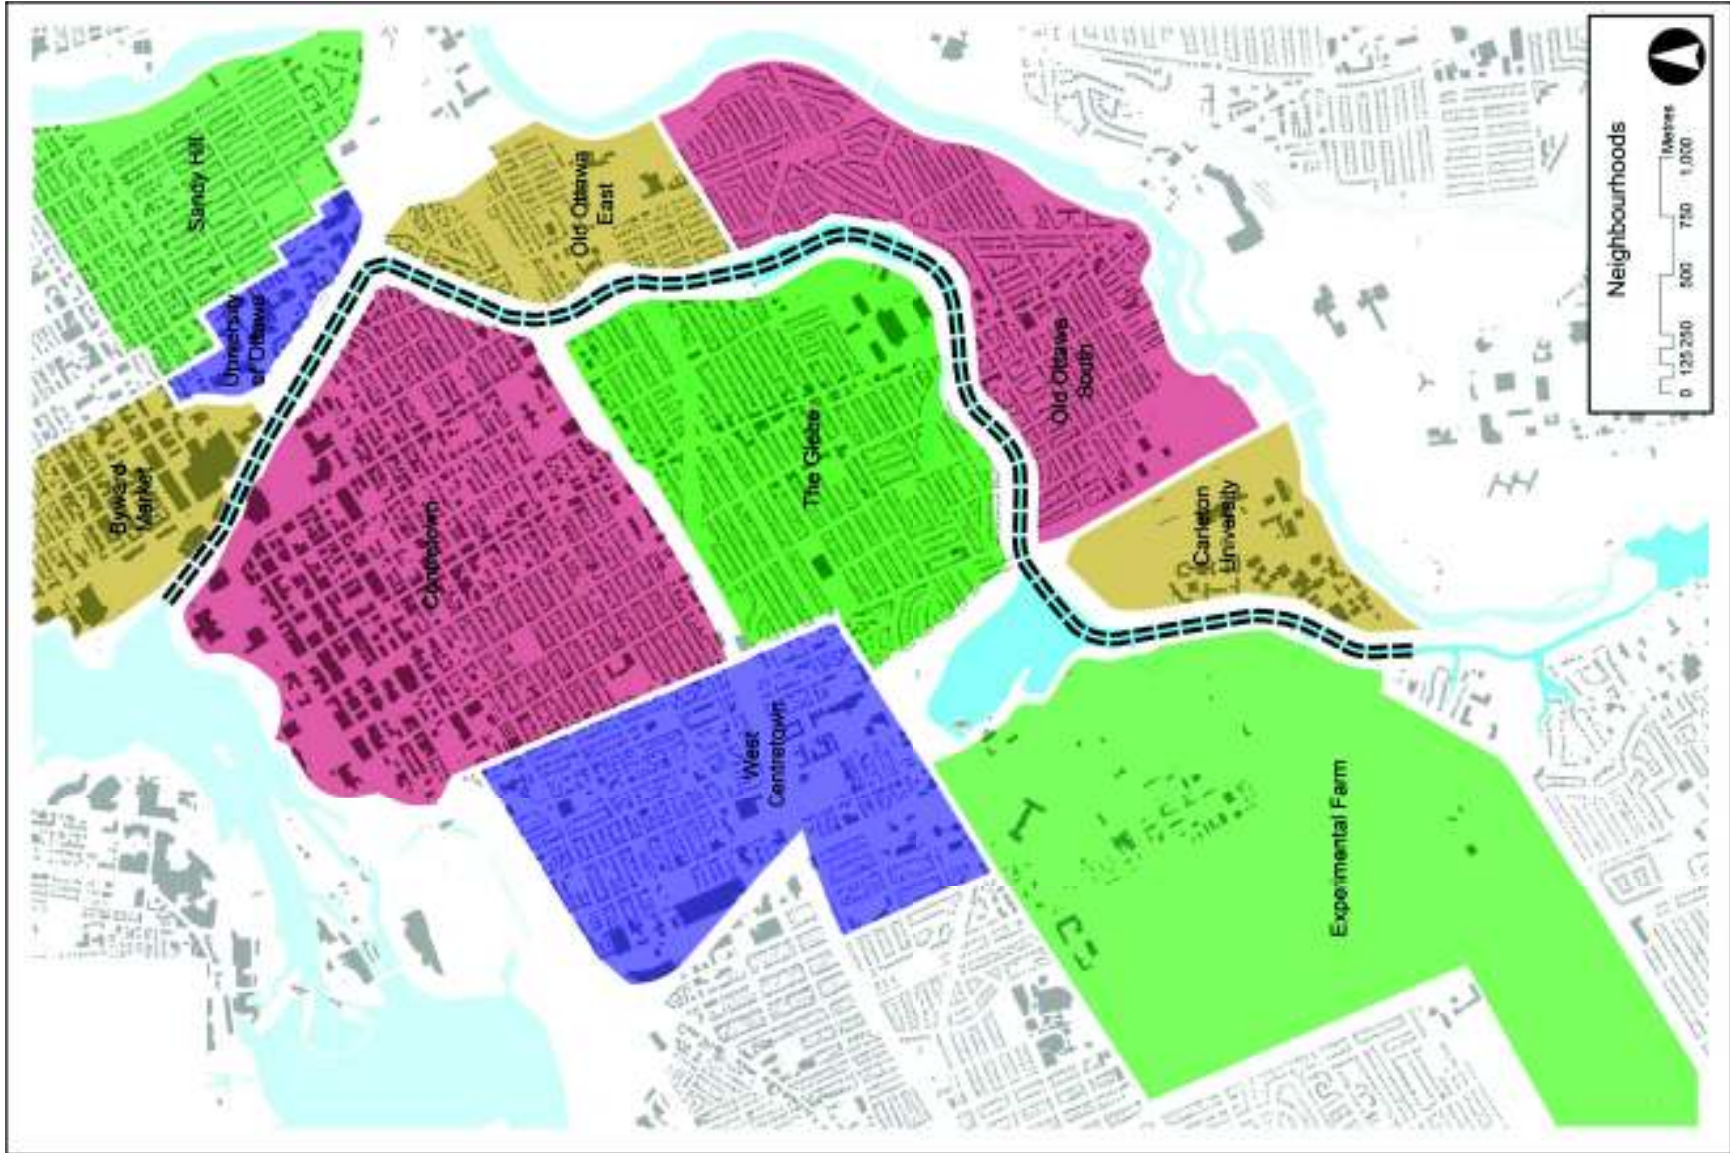 Neighbourhoods
Metres
0 125 250 500 750 1,000
Sandy Hill
University
of Ottawa
Byward
Market
Old Ottawa
East
Centretown
The Glebe
Old Ottawa
South
Carleton
University
West
Centretown
Experimental Farm